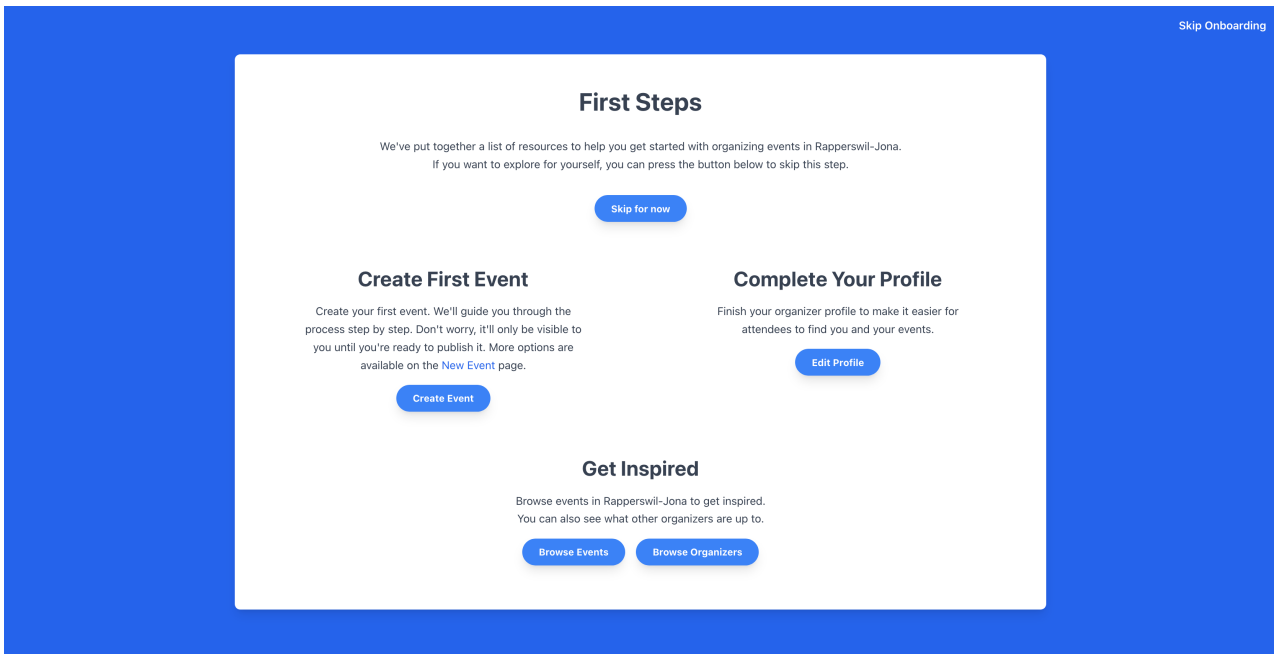 Skip Onboarding
First Steps
We've put together a list of resources to help you get started with organizing events in Rapperswil-Jona.
If you want to explore for yourself, you can press the button below to skip this step.
Skip for now
Create First Event
Create your first event. We'll guide you through the
process step by step. Don't worry, it'll only be visible to
you until you're ready to publish it. More options are
available on the New Event page.
Create Event
Complete Your Profile
Finish your organizer profile to make it easier for
attendees to find you and your events.
Edit Profile
Get Inspired
Browse events in Rapperswil-Jona to get inspired.
You can also see what other organizers are up to.
Browse Events
Browse Organizers